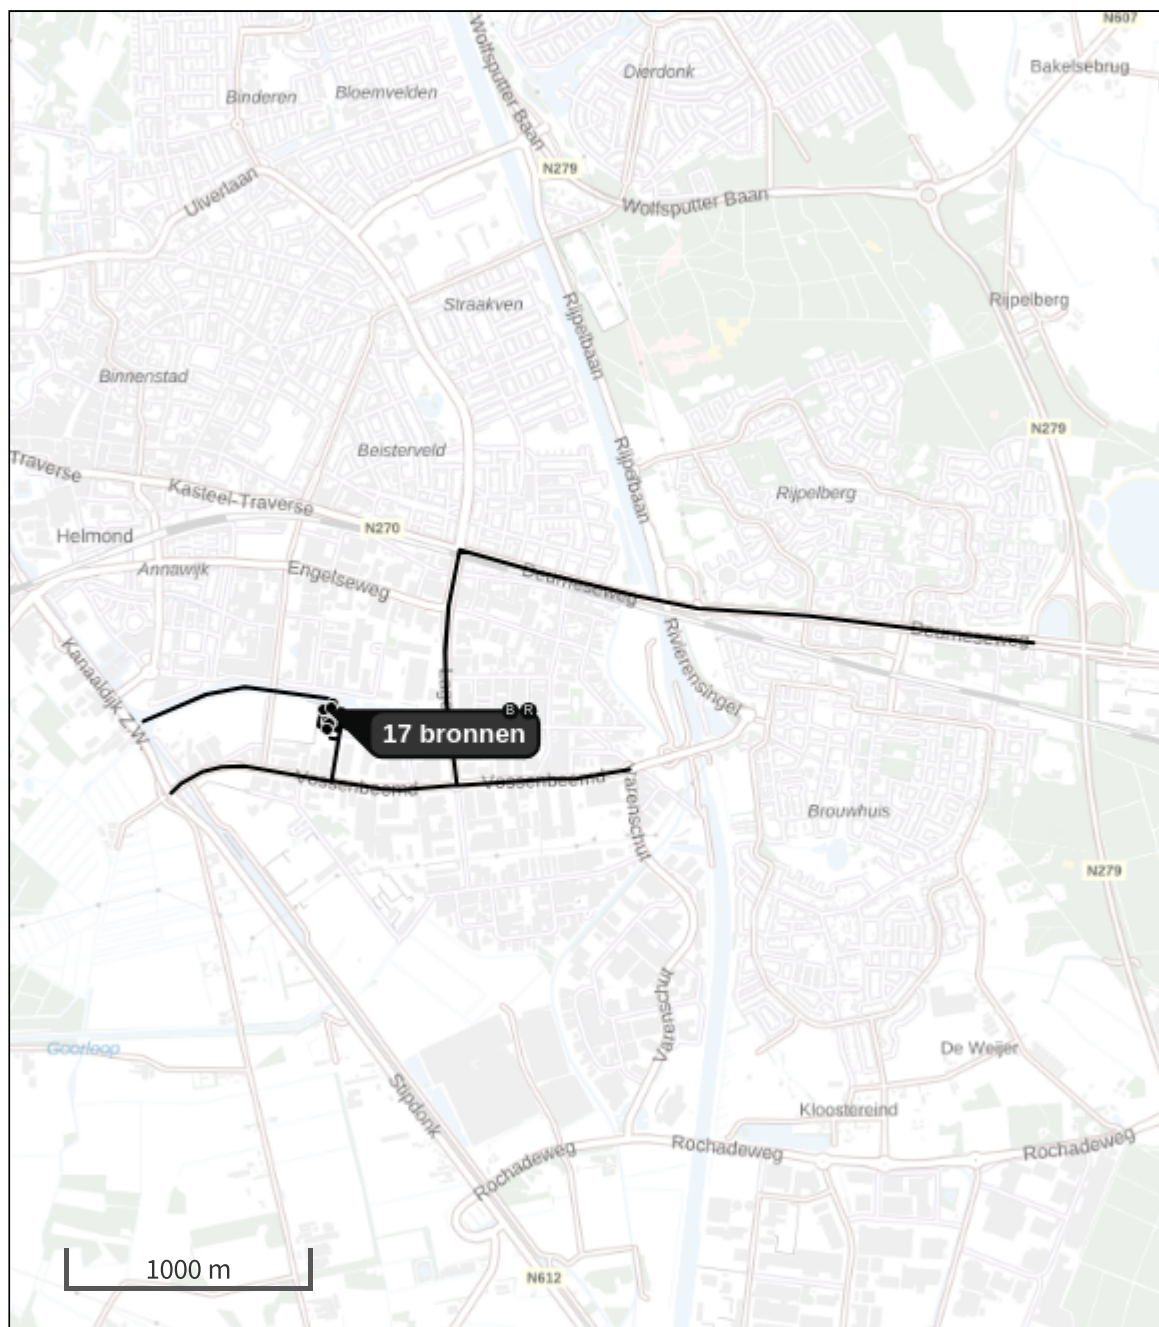 N607
Bakelsebrug
Dierdonk
Bloemvelden
Binderen
Wolfsputter Baan
N279
Uiverlaan
Wolfsputter Baan
Rijpelberg
Straakven
Rijpelbaan
Binnenstad
N279
Beisterveld
Traverse
Rijpelbaan
Kasteel-Traverse
Rijpelberg
N270
Helmond
Annawijk
Engelseweg
Deurneseweg
Deurneseweg
Rivierensingel
Kanaaldijk Z.W.
B R
17 bronnen
Vossenbeemd
Vossenbeemd
Varenschut
Brouwhuis
N279
Varenschut
Goorloop
De Weijer
Stipdonk
Kloostereind
Rochadeweg
Rochadeweg
Rochadeweg
1000 m
N612